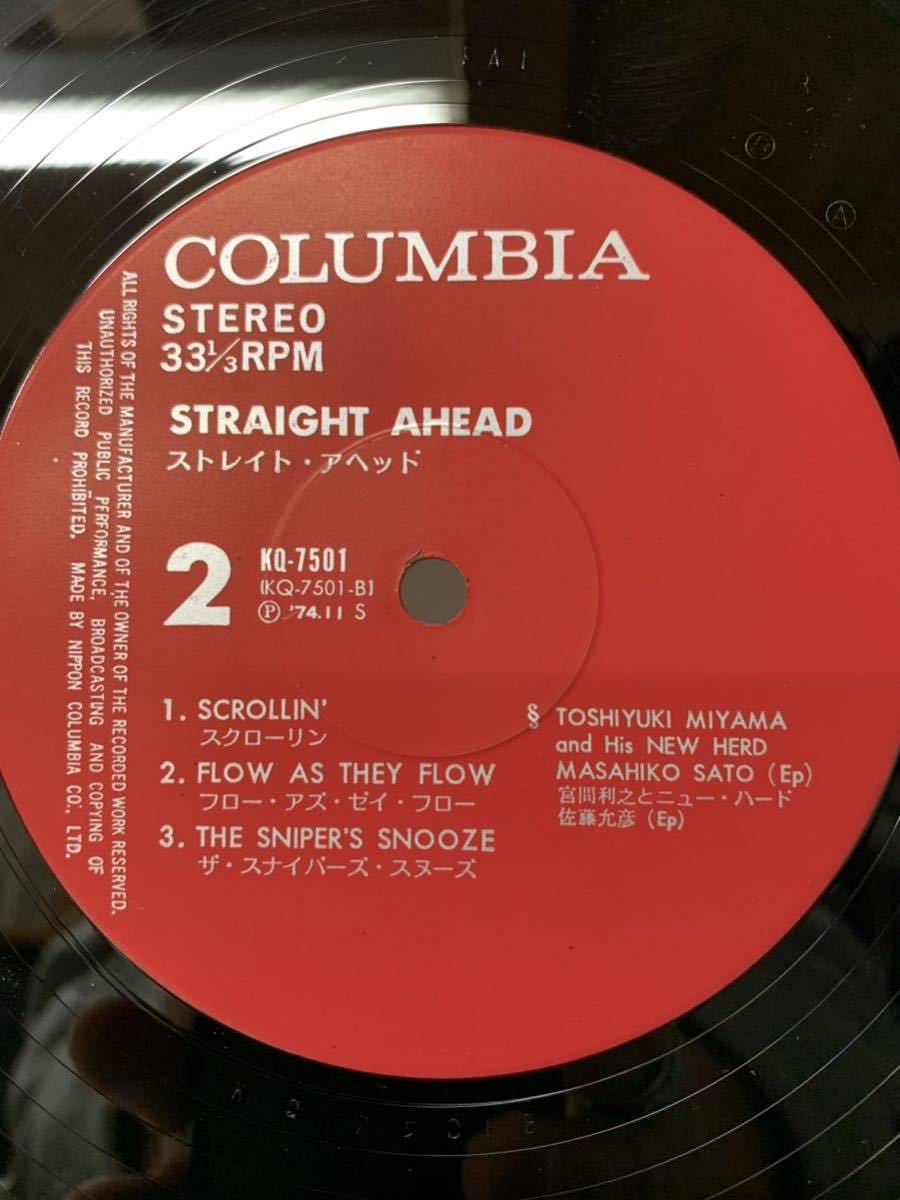 COLUMBIA
STEREO
33⅓RPM
STRAIGHT AHEAD
ストレイト・アヘッド
2
KQ-7501
(KQ-7501-B)
Ⓟ '74.11 S
1. SCROLLIN'
スクローリン
2. FLOW AS THEY FLOW
フロー・アズ・ゼイ・フロー
3. THE SNIPER'S SNOOZE
ザ・スナイパーズ・スヌーズ
§ TOSHIYUKI MIYAMA
and His NEW HERD
MASAHIKO SATO (Ep)
宮間利之とニュー・ハード
佐藤允彦 (Ep)
ALL RIGHTS OF THE MANUFACTURER AND OF THE OWNER OF THE RECORDED WORK RESERVED.
UNAUTHORIZED PUBLIC PERFORMANCE, BROADCASTING AND COPYING OF
THIS RECORD PROHIBITED. MADE BY NIPPON COLUMBIA CO., LTD.
Ⓐ